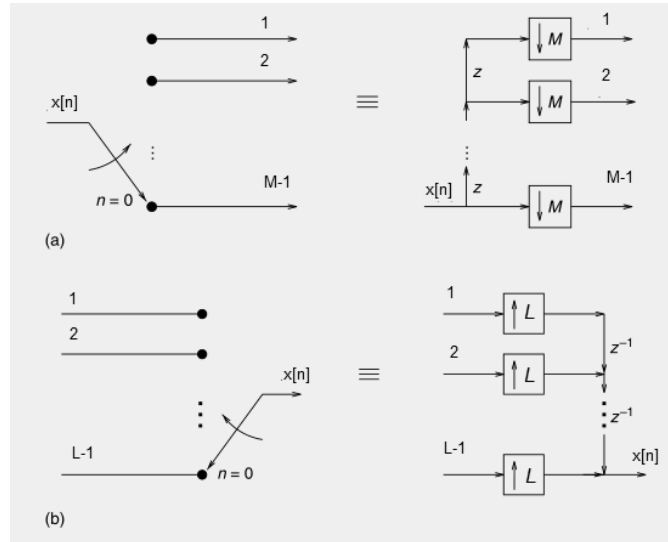 1
2
x[n]
⋮
M-1
n = 0
(a)
≡
1
↓ M
2
z
↓ M
⋮
M-1
x[n]
z
↓ M
1
2
x[n]
⋮
L-1
n = 0
(b)
≡
1
↑ L
z⁻¹
2
↑ L
⋮
z⁻¹
L-1
x[n]
↑ L